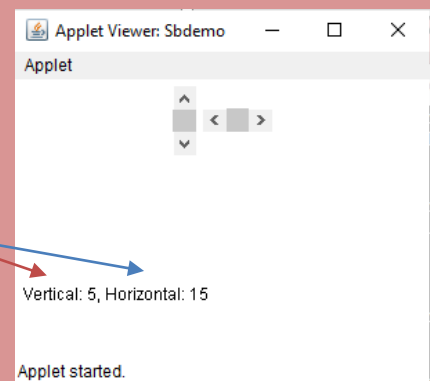 Applet Viewer: Sbdemo
Applet
Vertical: 5, Horizontal: 15
Applet started.